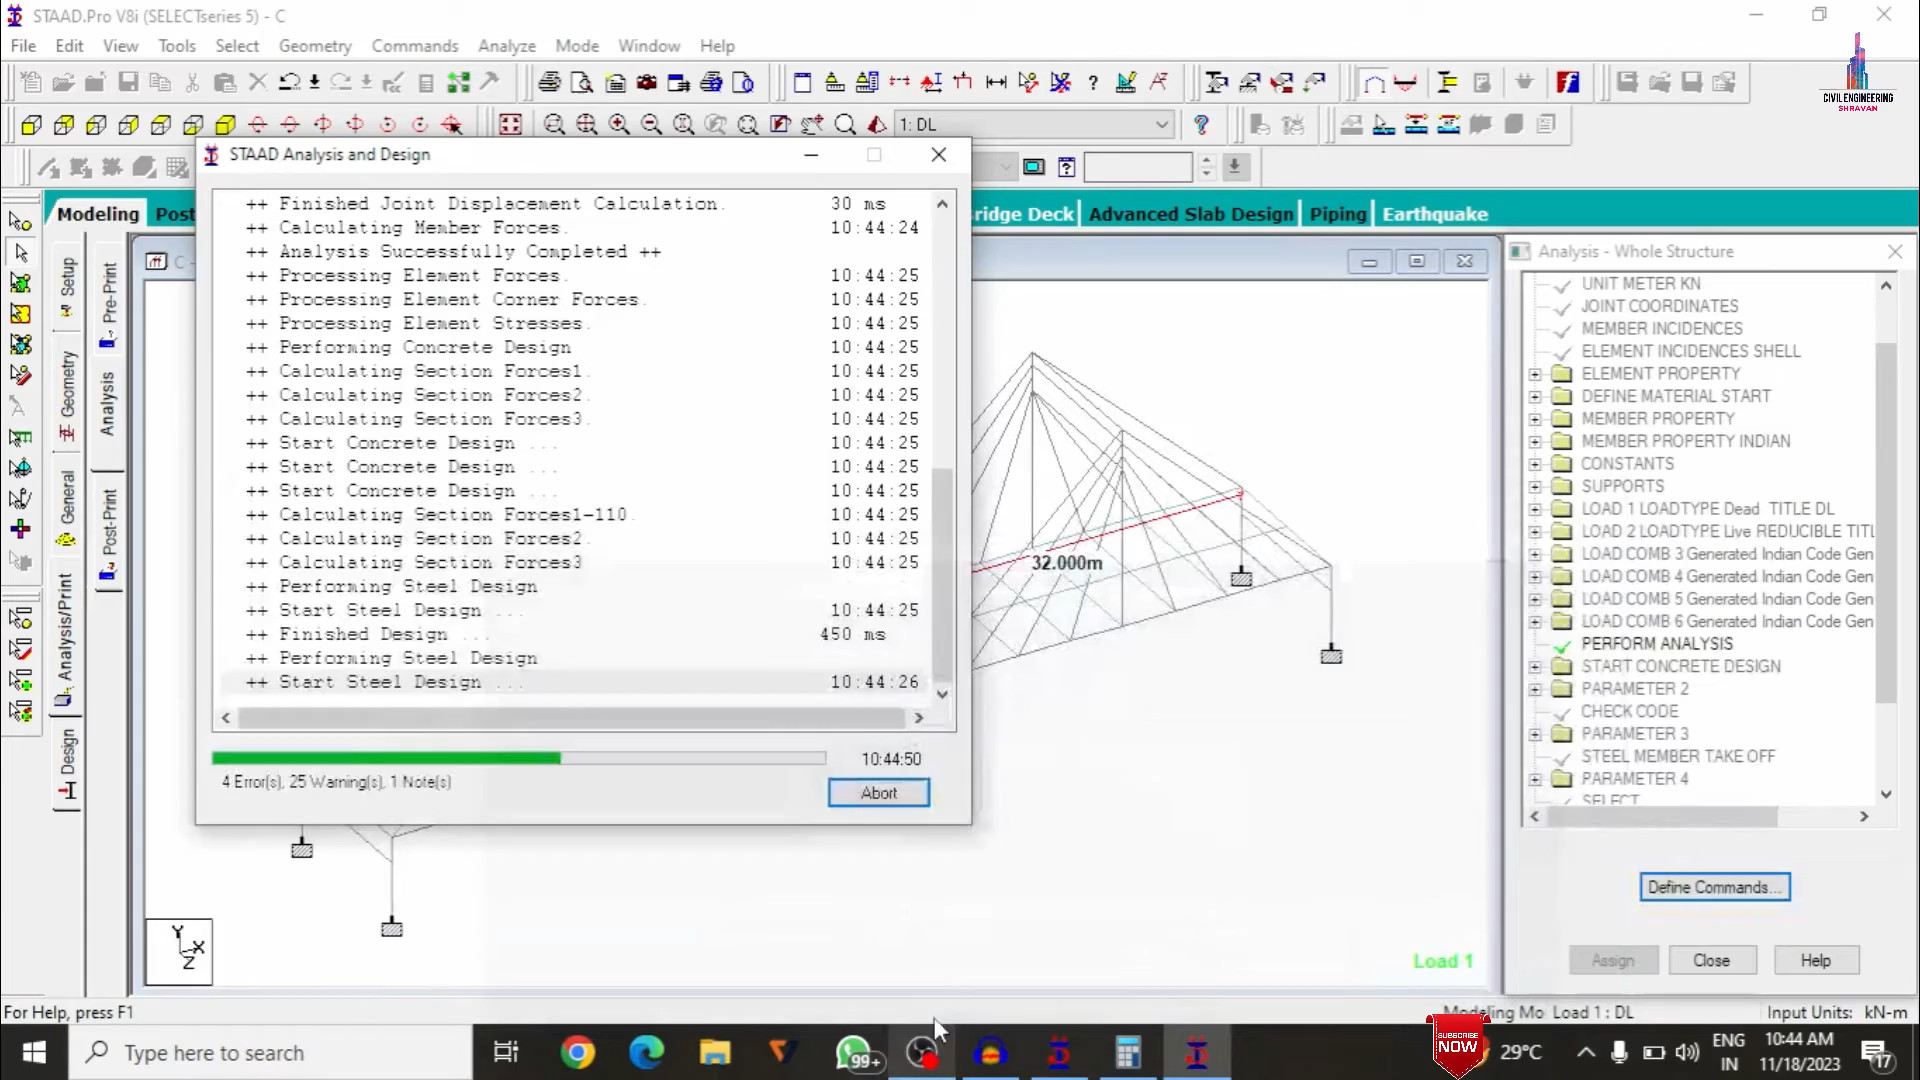 STAAD.Pro V8i (SELECTseries 5) - C
File Edit View Tools Select Geometry Commands Analyze Mode Window Help
CIVIL ENGINEERING
SHRAVAN
1: DL
STAAD Analysis and Design
Modeling Post
ridge Deck Advanced Slab Design Piping Earthquake
++ Finished Joint Displacement Calculation. 30 ms
++ Calculating Member Forces. 10:44:24
++ Analysis Successfully Completed ++
++ Processing Element Forces. 10:44:25
++ Processing Element Corner Forces. 10:44:25
++ Processing Element Stresses. 10:44:25
++ Performing Concrete Design 10:44:25
++ Calculating Section Forces1. 10:44:25
++ Calculating Section Forces2. 10:44:25
++ Calculating Section Forces3. 10:44:25
++ Start Concrete Design ... 10:44:25
++ Start Concrete Design ... 10:44:25
++ Start Concrete Design ... 10:44:25
++ Calculating Section Forces1-110. 10:44:25
++ Calculating Section Forces2. 10:44:25
++ Calculating Section Forces3 10:44:25
++ Performing Steel Design
++ Start Steel Design ... 10:44:25
++ Finished Design ... 450 ms
++ Performing Steel Design
++ Start Steel Design ... 10:44:26
10:44:50
4 Error(s), 25 Warning(s), 1 Note(s)
Abort
Setup
Geometry
General
Analysis/Print
Design
Pre-Print
Analysis
Post-Print
C
32.000m
Load 1
Y
X
Z
Analysis - Whole Structure
UNIT METER KN
JOINT COORDINATES
MEMBER INCIDENCES
ELEMENT INCIDENCES SHELL
ELEMENT PROPERTY
DEFINE MATERIAL START
MEMBER PROPERTY
MEMBER PROPERTY INDIAN
CONSTANTS
SUPPORTS
LOAD 1 LOADTYPE Dead TITLE DL
LOAD 2 LOADTYPE Live REDUCIBLE TITL
LOAD COMB 3 Generated Indian Code Gen
LOAD COMB 4 Generated Indian Code Gen
LOAD COMB 5 Generated Indian Code Gen
LOAD COMB 6 Generated Indian Code Gen
PERFORM ANALYSIS
START CONCRETE DESIGN
PARAMETER 2
CHECK CODE
PARAMETER 3
STEEL MEMBER TAKE OFF
PARAMETER 4
SELECT
Define Commands...
Assign Close Help
For Help, press F1
Modeling Mo Load 1 : DL Input Units: kN-m
Type here to search
99+
SUBSCRIBE
NOW
29°C
ENG
IN
10:44 AM
11/18/2023
17